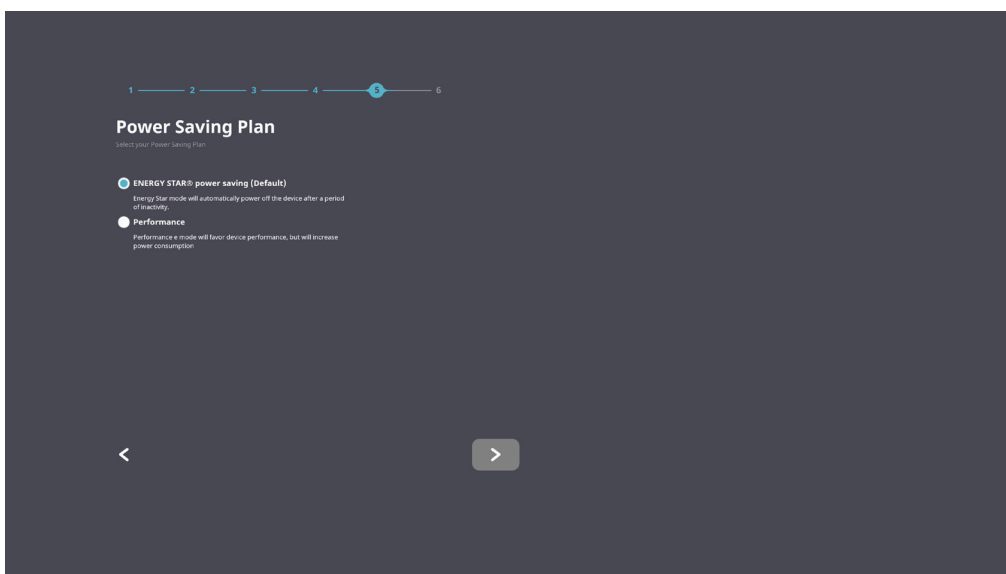 1 2 3 4 5 6
Power Saving Plan
Select your Power Saving Plan
ENERGY STAR® power saving (Default)
Energy Star mode will automatically power off the device after a period
of inactivity.
Performance
Performance e mode will favor device performance, but will increase
power consumption